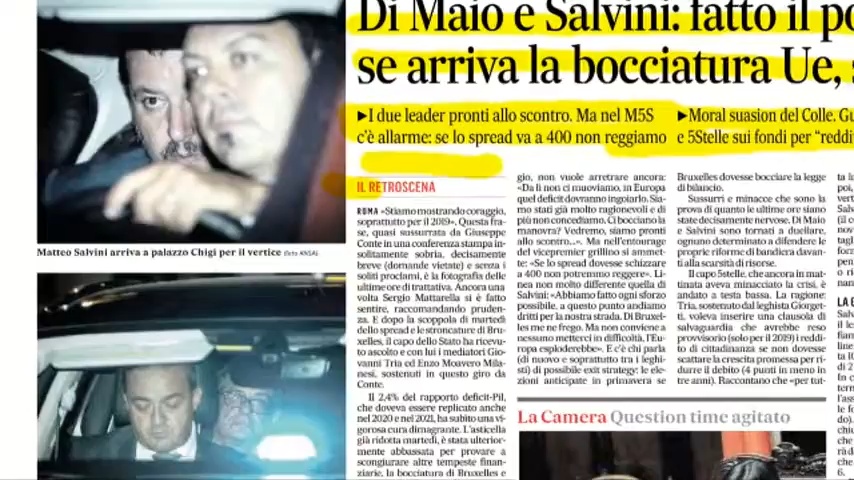 Di Maio e Salvini: fatto il
se arriva la bocciatura Ue,
▶I due leader pronti allo scontro. Ma nel M5S
c'è allarme: se lo spread va a 400 non reggiamo
▶Moral suasion del Colle.
e 5Stelle sui fondi per
Matteo Salvini arriva a palazzo Chigi per il vertice (foto ANSA)
IL RETROSCENA
ROMA «Stiamo mostrando coraggio,
soprattutto per il 2019». Questa fra-
se, quasi sussurrata da Giuseppe
Conte in una conferenza stampa in-
solitamente sobria, decisamente
breve (domande vietate) e senza i
soliti proclami, è la fotografia delle
ultime ore di trattativa. Ancora una
volta Sergio Mattarella si è fatto
sentire, raccomandando pruden-
za. E dopo la scoppola di martedì
dello spread e le stroncature di Bru-
xelles, il capo dello Stato ha ricevu-
to ascolto e con lui i mediatori Gio-
vanni Tria ed Enzo Moavero Mila-
nesi, sostenuti in questo giro da
Conte.
Il 2,4% del rapporto deficit-Pil,
che doveva essere replicato anche
nel 2020 e nel 2021, ha subito una vi-
gorosa cura dimagrante. L'asticella
già ridotta martedì, è stata ulterior-
mente abbassata per provare a
scongiurare altre tempeste finan-
ziarie, la bocciatura di Bruxelles e
gio, non vuole arretrare ancora:
«Da lì non ci muoviamo, in Europa
quel deficit dovranno ingoiarlo. Sia-
mo stati già molto ragionevoli e di
più non concediamo. Ci bocciano la
manovra? Vedremo, siamo pronti
allo scontro...». Ma nell'entourage
del vicepremier grillino si ammet-
te: «Se lo spread dovesse schizzare
a 400 non potremmo reggere». Li-
nea non molto differente quella di
Salvini: «Abbiamo fatto ogni sforzo
possibile, a questo punto andiamo
dritti per la nostra strada. Di Bruxel-
les me ne frego. Ma non conviene a
nessuno metterci in difficoltà, l'Eu-
ropa esploderebbe». E c'è chi parla
(di nuovo e soprattutto tra i leghi-
sti) di possibile exit strategy: le ele-
zioni anticipate in primavera se
Bruxelles dovesse bocciare la legge
di bilancio.
Sussurri e minacce che sono la
prova di quanto le ultime ore siano
state decisamente nervose. Di Maio
e Salvini sono tornati a duellare,
ognuno determinato a difendere le
proprie riforme di bandiera davan-
ti alla scarsità di risorse.
Il capo 5stelle, che ancora in mat-
tinata aveva minacciato la crisi, è
andato a testa bassa. La ragione:
Tria, sostenuto dal leghista Giorget-
ti, voleva inserire una clausola di
salvaguardia che avrebbe reso
provvisorio (solo per il 2019) il reddi-
to di cittadinanza se non dovesse
scattare la crescita promessa per ri-
durre il debito (4 punti in meno in
tre anni). Raccontano che «per tut-
La Camera Question time agitato